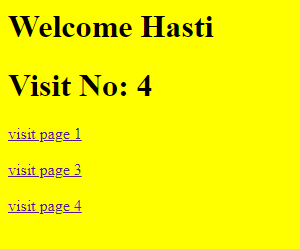 Welcome Hasti
Visit No: 4
visit page 1
visit page 3
visit page 4